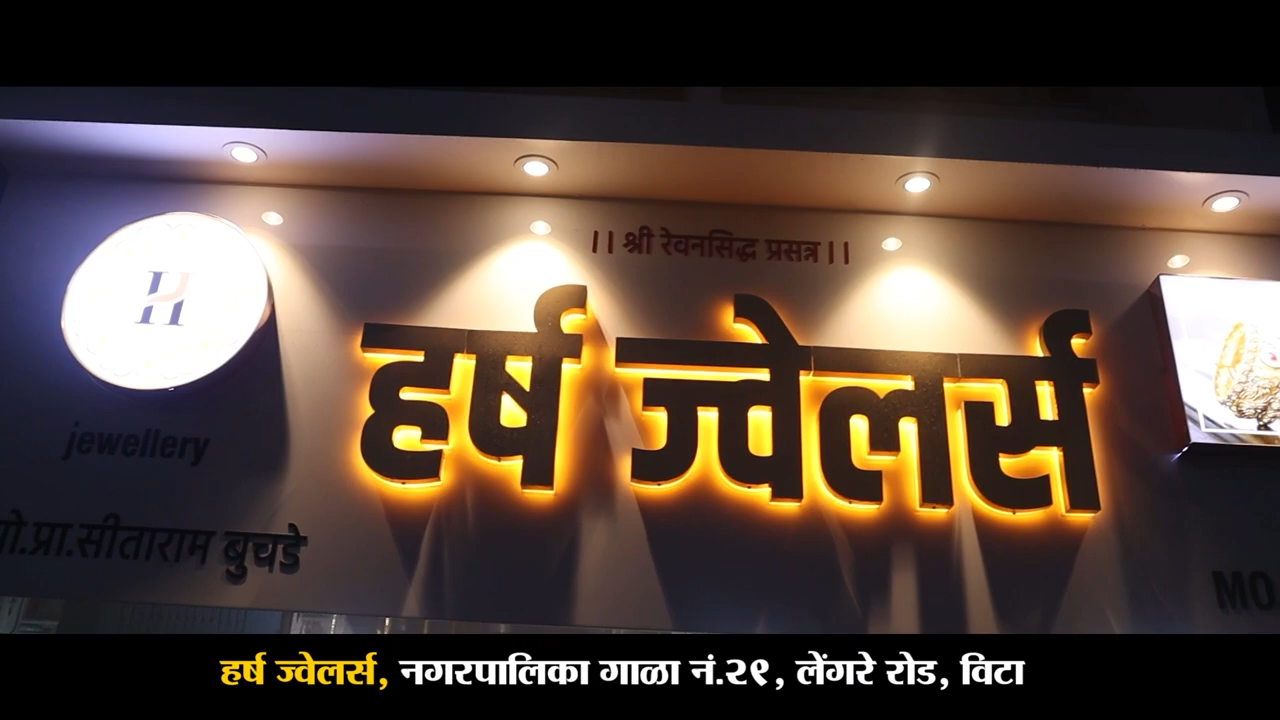 ।। श्री रेवनसिद्ध प्रसन्न ।।
H
हर्ष ज्वेलर्स
jewellery
प्रो.प्रा.सीताराम बुचडे
हर्ष ज्वेलर्स, नगरपालिका गाळा नं.२९, लेंगरे रोड, विटा